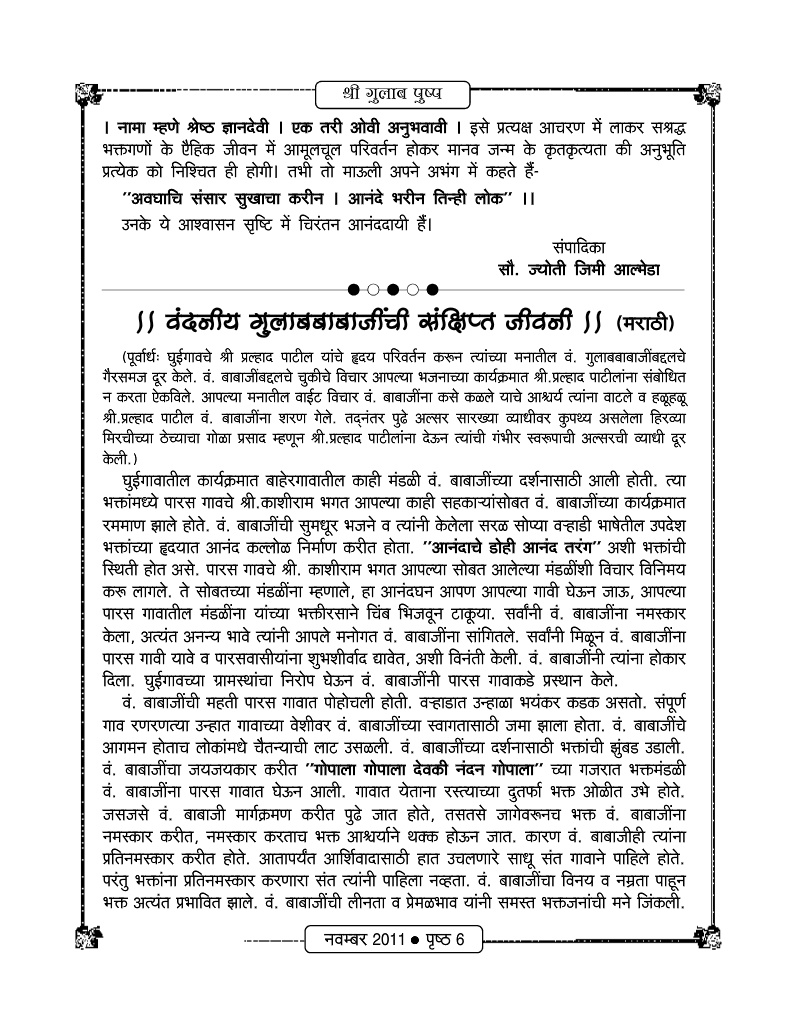 श्री गुलाब पुष्प
। नामा म्हणे श्रेष्ठ ज्ञानदेवी । एक तरी ओवी अनुभवावी । इसे प्रत्यक्ष आचरण में लाकर सश्रद्ध
भक्तगणों के ऐहिक जीवन में आमूलचूल परिवर्तन होकर मानव जन्म के कृतकृत्यता की अनुभूति
प्रत्येक को निश्चित ही होगी। तभी तो माऊली अपने अभंग में कहते हैं-
''अवघाचि संसार सुखाचा करीन । आनंदे भरीन तिन्ही लोक'' ।।
उनके ये आश्वासन सृष्टि में चिरंतन आनंददायी हैं।
संपादिका
सौ. ज्योती जिमी आल्मेडा
।। वंदनीय गुलाबबाबाजींची संक्षिप्त जीवनी ।। (मराठी)
(पूर्वार्धः घुईगावचे श्री प्रल्हाद पाटील यांचे हृदय परिवर्तन करून त्यांच्या मनातील वं. गुलाबबाबाजींबद्दलचे
गैरसमज दूर केले. वं. बाबाजींबद्दलचे चुकीचे विचार आपल्या भजनाच्या कार्यक्रमात श्री.प्रल्हाद पाटीलांना संबोधित
न करता ऐकविले. आपल्या मनातील वाईट विचार वं. बाबाजींना कसे कळले याचे आश्चर्य त्यांना वाटले व हळूहळू
श्री.प्रल्हाद पाटील वं. बाबाजींना शरण गेले. तद्नंतर पुढे अल्सर सारख्या व्याधीवर कुपथ्य असलेला हिरव्या
मिरचीच्या ठेच्याचा गोळा प्रसाद म्हणून श्री.प्रल्हाद पाटीलांना देऊन त्यांची गंभीर स्वरूपाची अल्सरची व्याधी दूर
केली.)
घुईगावातील कार्यक्रमात बाहेरगावातील काही मंडळी वं. बाबाजींच्या दर्शनासाठी आली होती. त्या
भक्तांमध्ये पारस गावचे श्री.काशीराम भगत आपल्या काही सहकाऱ्यांसोबत वं. बाबाजींच्या कार्यक्रमात
रममाण झाले होते. वं. बाबाजींची सुमधूर भजने व त्यांनी केलेला सरळ सोप्या वऱ्हाडी भाषेतील उपदेश
भक्तांच्या हृदयात आनंद कल्लोळ निर्माण करीत होता. ''आनंदाचे डोही आनंद तरंग'' अशी भक्तांची
स्थिती होत असे. पारस गावचे श्री. काशीराम भगत आपल्या सोबत आलेल्या मंडळींशी विचार विनिमय
करू लागले. ते सोबतच्या मंडळींना म्हणाले, हा आनंदघन आपण आपल्या गावी घेऊन जाऊ, आपल्या
पारस गावातील मंडळींना यांच्या भक्तीरसाने चिंब भिजवून टाकूया. सर्वांनी वं. बाबाजींना नमस्कार
केला, अत्यंत अनन्य भावे त्यांनी आपले मनोगत वं. बाबाजींना सांगितले. सर्वांनी मिळून वं. बाबाजींना
पारस गावी यावे व पारसवासीयांना शुभशीर्वाद द्यावेत, अशी विनंती केली. वं. बाबाजींनी त्यांना होकार
दिला. घुईगावच्या ग्रामस्थांचा निरोप घेऊन वं. बाबाजींनी पारस गावाकडे प्रस्थान केले.
वं. बाबाजींची महती पारस गावात पोहोचली होती. वऱ्हाडात उन्हाळा भयंकर कडक असतो. संपूर्ण
गाव रणरणत्या उन्हात गावाच्या वेशीवर वं. बाबाजींच्या स्वागतासाठी जमा झाला होता. वं. बाबाजींचे
आगमन होताच लोकांमधे चैतन्याची लाट उसळली. वं. बाबाजींच्या दर्शनासाठी भक्तांची झुंबड उडाली.
वं. बाबाजींचा जयजयकार करीत ''गोपाला गोपाला देवकी नंदन गोपाला'' च्या गजरात भक्तमंडळी
वं. बाबाजींना पारस गावात घेऊन आली. गावात येताना रस्त्याच्या दुतर्फा भक्त ओळीत उभे होते.
जसजसे वं. बाबाजी मार्गक्रमण करीत पुढे जात होते, तसतसे जागेवरूनच भक्त वं. बाबाजींना
नमस्कार करीत, नमस्कार करताच भक्त आश्चर्याने थक्क होऊन जात. कारण वं. बाबाजीही त्यांना
प्रतिनमस्कार करीत होते. आतापर्यंत आर्शिवादासाठी हात उचलणारे साधू संत गावाने पाहिले होते.
परंतु भक्तांना प्रतिनमस्कार करणारा संत त्यांनी पाहिला नव्हता. वं. बाबाजींचा विनय व नम्रता पाहून
भक्त अत्यंत प्रभावित झाले. वं. बाबाजींची लीनता व प्रेमळभाव यांनी समस्त भक्तजनांची मने जिंकली.
नवम्बर 2011 ● पृष्ठ 6